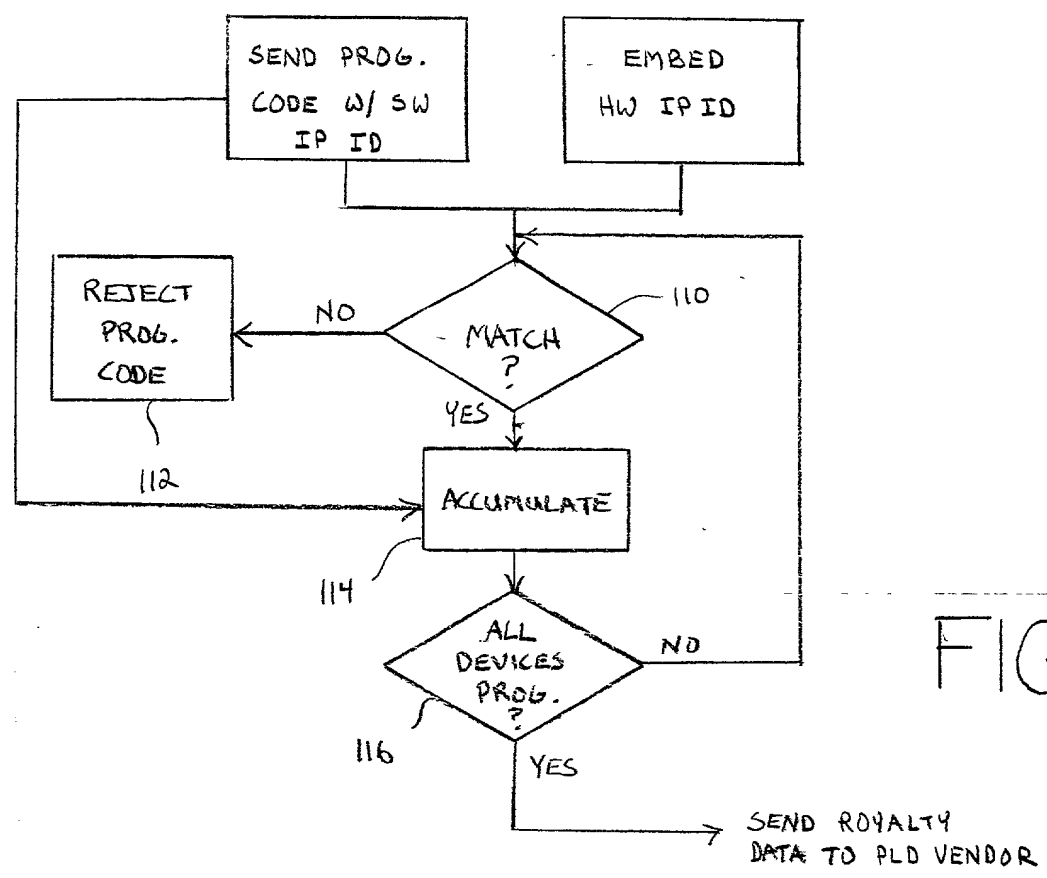 SEND PROG.
CODE W/ SW
IP ID
EMBED
HW IP ID
110
REJECT
PROG.
CODE
NO
MATCH
?
YES
112
ACCUMULATE
114
ALL
DEVICES
PROG.
?
NO
116
YES
FIG
SEND ROYALTY
DATA TO PLD VENDOR